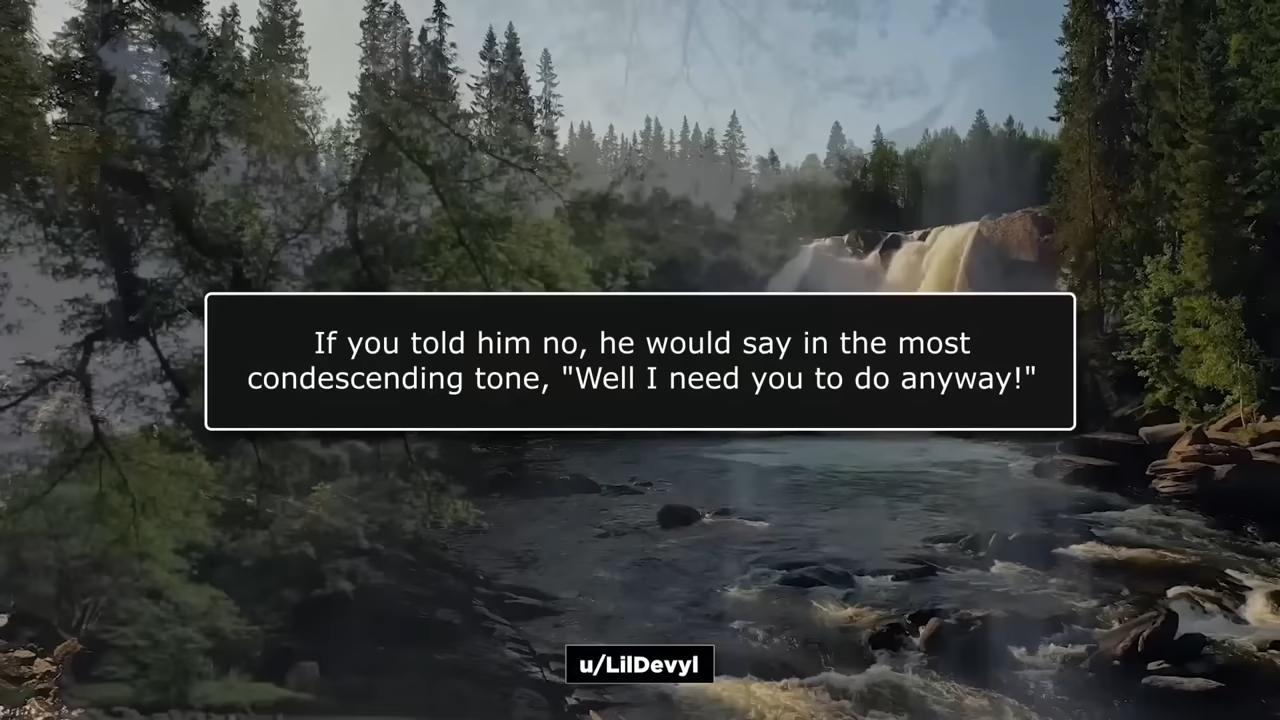 If you told him no, he would say in the most
condescending tone, "Well I need you to do anyway!"
u/LilDevyl